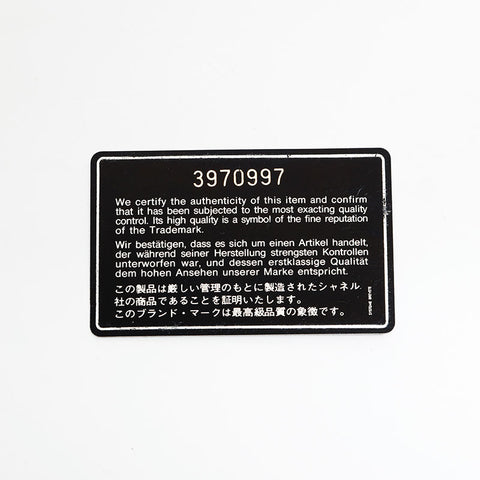 3970997
We certify the authenticity of this item and confirm
that it has been subjected to the most exacting quality
control. Its high quality is a symbol of the fine reputation
of the Trademark.
Wir bestätigen, dass es sich um einen Artikel handelt,
der während seiner Herstellung strengsten Kontrollen
unterworfen war, und dessen erstklassige Qualität
dem hohen Ansehen unserer Marke entspricht.
この製品は厳しい管理のもとに製造されたシャネル
社の商品であることを証明いたします。
このブランド・マークは最高級品質の象徴です。